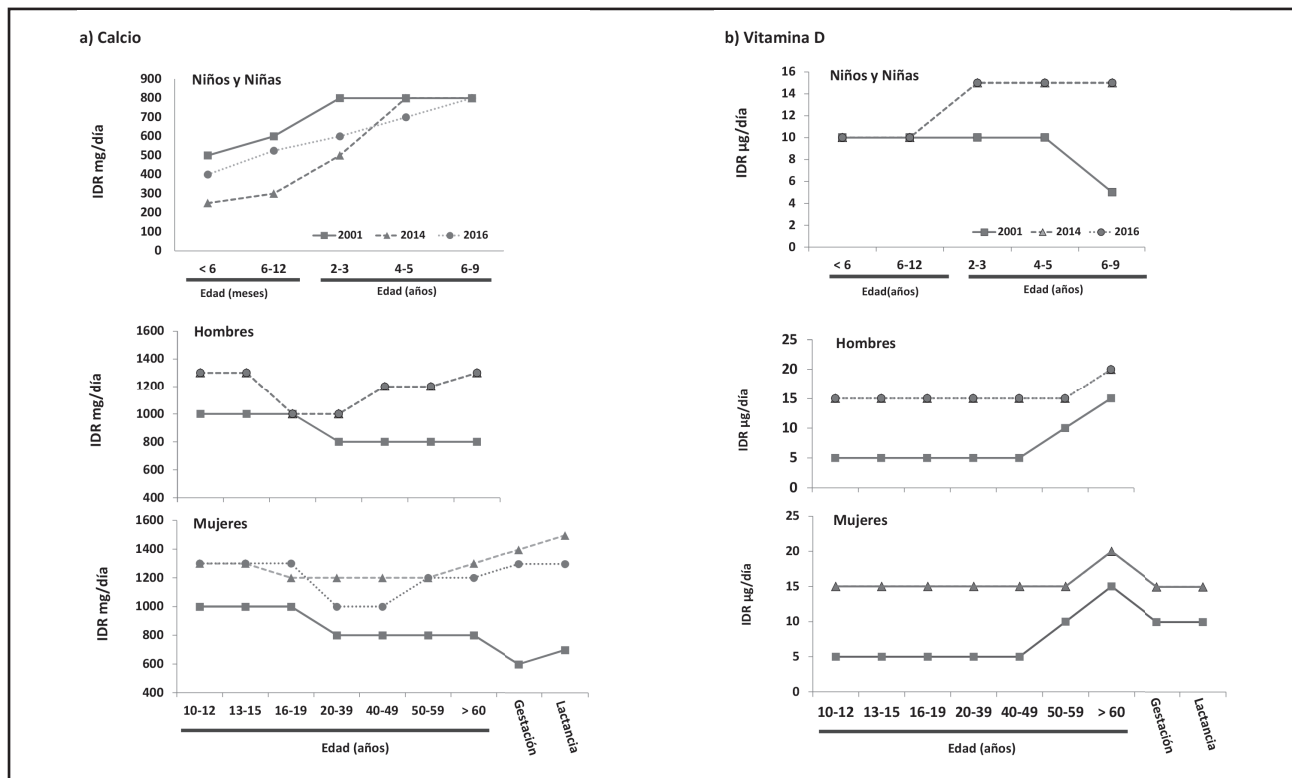 a) Calcio
Niños y Niñas
IDR mg/día
900
800
700
600
500
400
300
200
100
0
2001 2014 2016
< 6 6-12 2-3 4-5 6-9
Edad (meses) Edad (años)
Hombres
IDR mg/día
1600
1400
1200
1000
800
600
400
Mujeres
IDR mg/día
1600
1400
1200
1000
800
600
400
10-12 13-15 16-19 20-39 40-49 50-59 > 60 Gestación Lactancia
Edad (años)
b) Vitamina D
Niños y Niñas
IDR µg/día
16
14
12
10
8
6
4
2
0
2001 2014 2016
< 6 6-12 2-3 4-5 6-9
Edad(años) Edad (años)
Hombres
IDR µg/día
25
20
15
10
5
0
Mujeres
IDR µg/día
25
20
15
10
5
0
10-12 13-15 16-19 20-39 40-49 50-59 > 60 Gestación Lactancia
Edad (años)